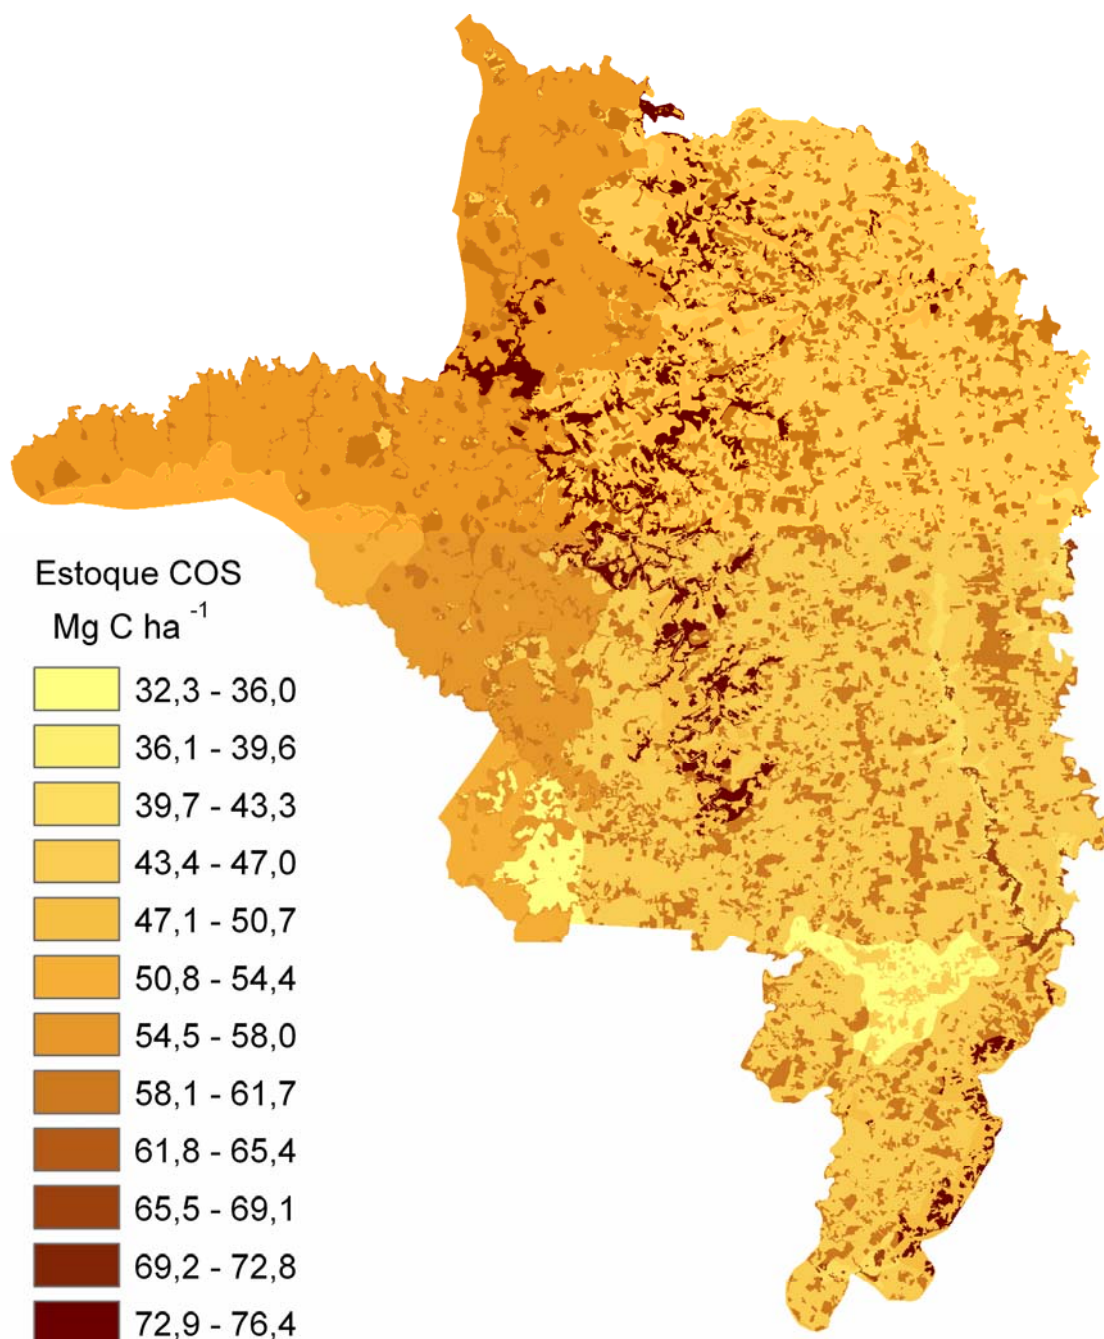 Estoque COS
Mg C ha -1
32,3 - 36,0
36,1 - 39,6
39,7 - 43,3
43,4 - 47,0
47,1 - 50,7
50,8 - 54,4
54,5 - 58,0
58,1 - 61,7
61,8 - 65,4
65,5 - 69,1
69,2 - 72,8
72,9 - 76,4